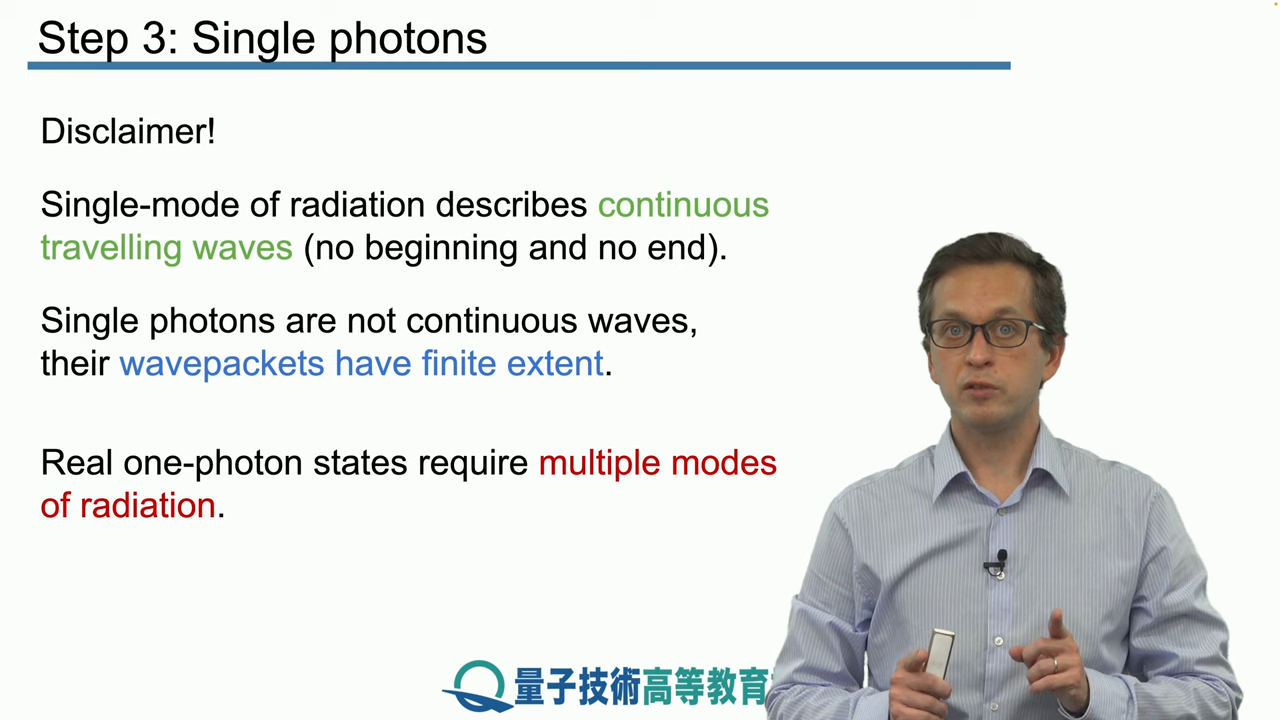 Step 3: Single photons
Disclaimer!
Single-mode of radiation describes continuous
travelling waves (no beginning and no end).
Single photons are not continuous waves,
their wavepackets have finite extent.
Real one-photon states require multiple modes
of radiation.
量子技術高等教育